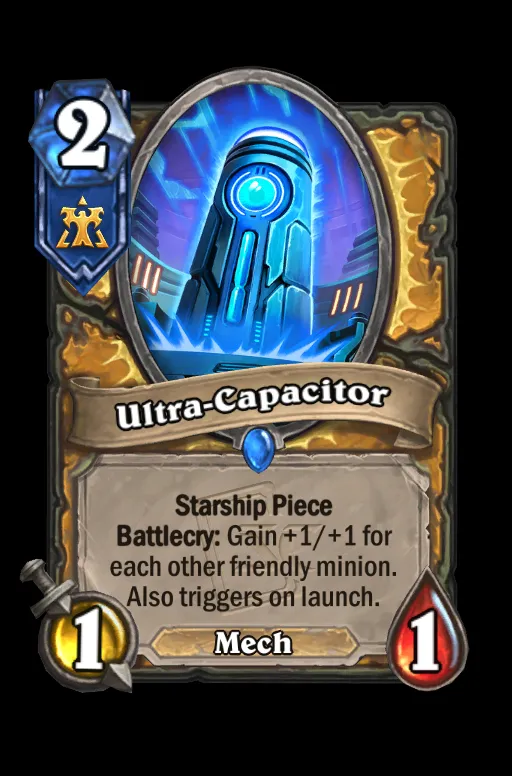 2
Ultra-Capacitor
Starship Piece
Battlecry: Gain +1/+1 for
each other friendly minion.
Also triggers on launch.
1
Mech
1